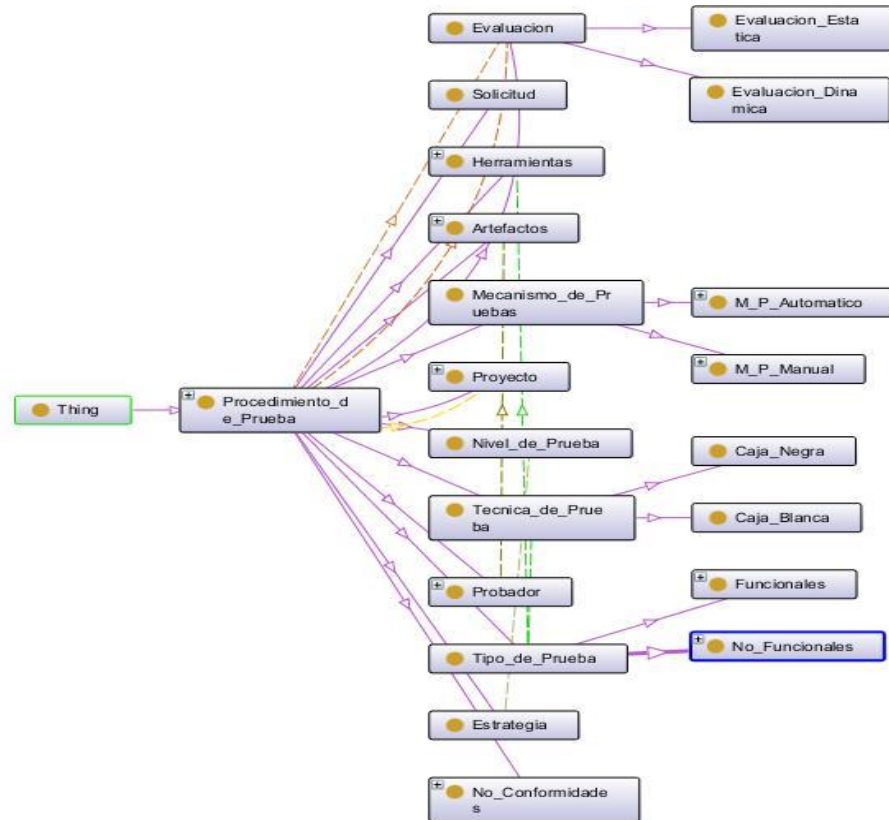 Evaluacion
Evaluacion_Esta
tica
Evaluacion_Dina
mica
Solicitud
Herramientas
Artefactos
Mecanismo_de_Pr
uebas
M_P_Automatico
M_P_Manual
Proyecto
Thing
Procedimiento_d
e_Prueba
Nivel_de_Prueba
Caja_Negra
Tecnica_de_Prue
ba
Caja_Blanca
Probador
Funcionales
Tipo_de_Prueba
No_Funcionales
Estrategia
No_Conformidade
s